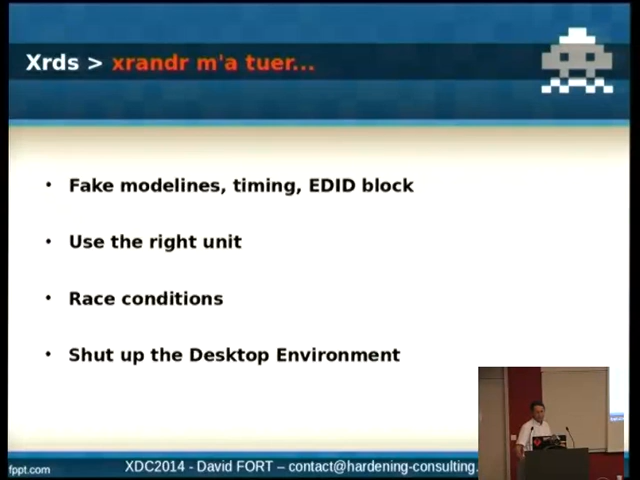 Xrds > xrandr m'a tuer...
• Fake modelines, timing, EDID block
• Use the right unit
• Race conditions
• Shut up the Desktop Environment
fppt.com
XDC2014 - David FORT – contact@hardening-consulting.